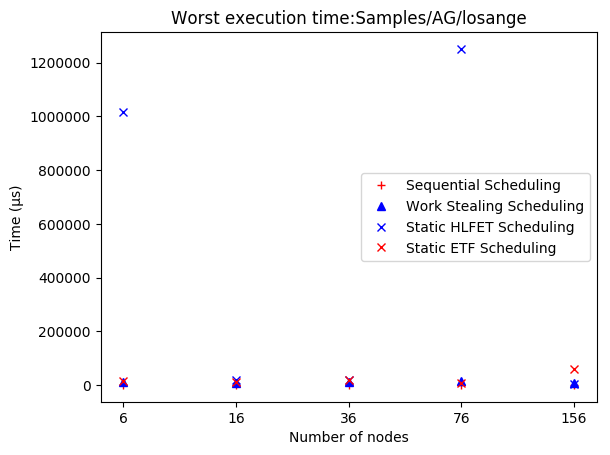 Worst execution time:Samples/AG/losange
1200000
1000000
800000
600000
400000
200000
0
Time (µs)
Sequential Scheduling
Work Stealing Scheduling
Static HLFET Scheduling
Static ETF Scheduling
6 16 36 76 156
Number of nodes